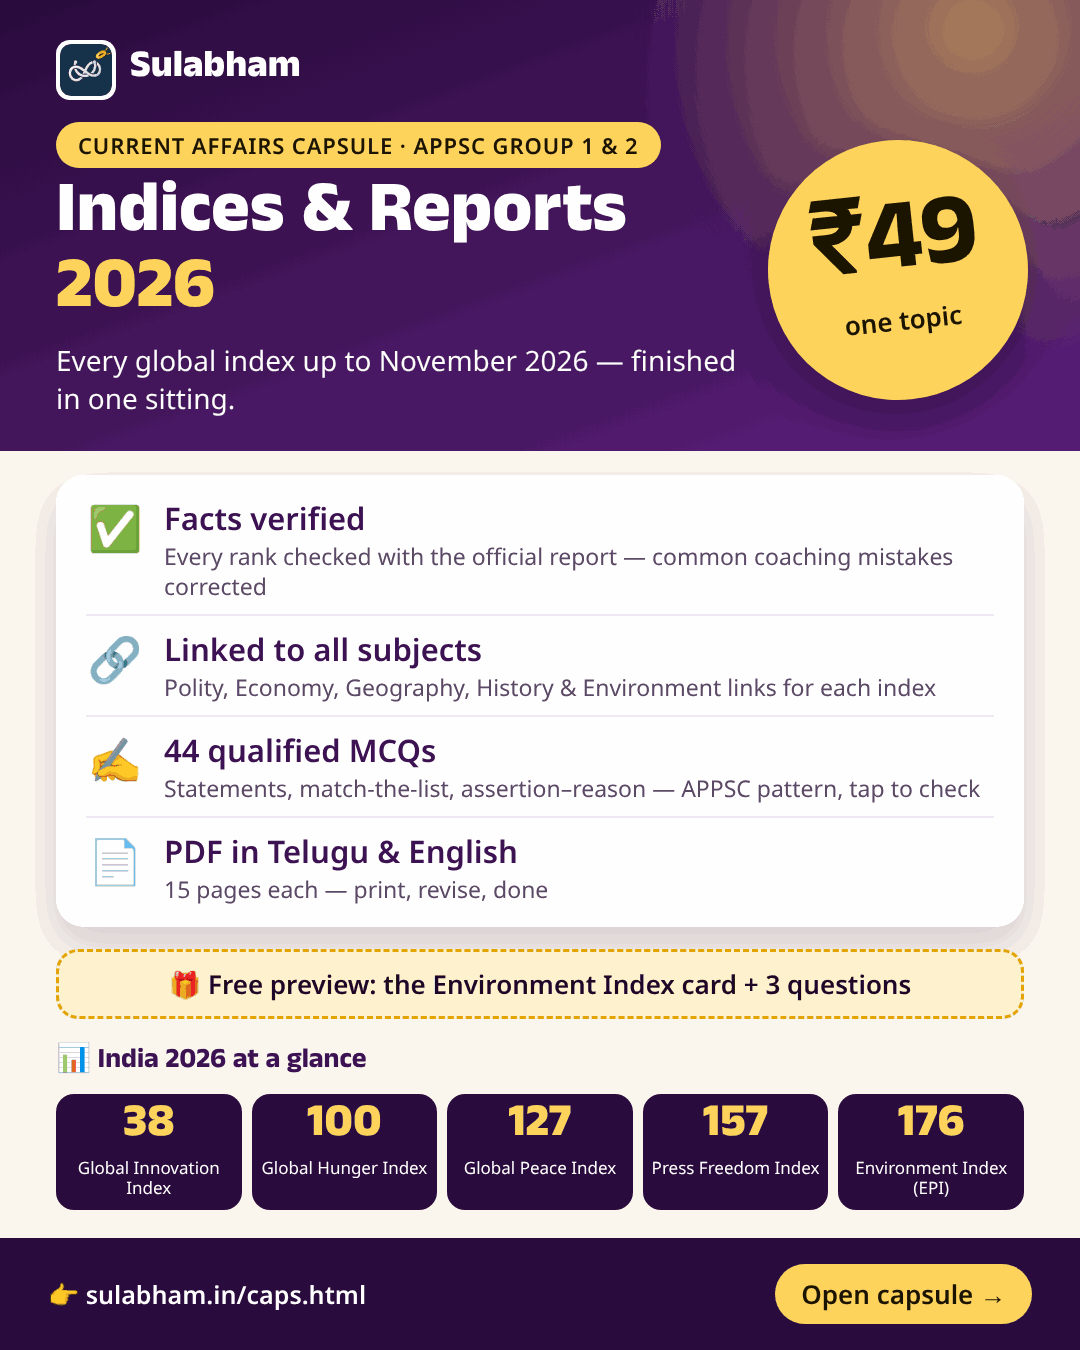 Sulabham
CURRENT AFFAIRS CAPSULE · APPSC GROUP 1 & 2
Indices & Reports
2026
₹49
one topic
Every global index up to November 2026 — finished
in one sitting.
Facts verified
Every rank checked with the official report — common coaching mistakes
corrected
Linked to all subjects
Polity, Economy, Geography, History & Environment links for each index
44 qualified MCQs
Statements, match-the-list, assertion–reason — APPSC pattern, tap to check
PDF in Telugu & English
15 pages each — print, revise, done
Free preview: the Environment Index card + 3 questions
India 2026 at a glance
38
Global Innovation
Index
100
Global Hunger Index
127
Global Peace Index
157
Press Freedom Index
176
Environment Index
(EPI)
sulabham.in/caps.html
Open capsule →